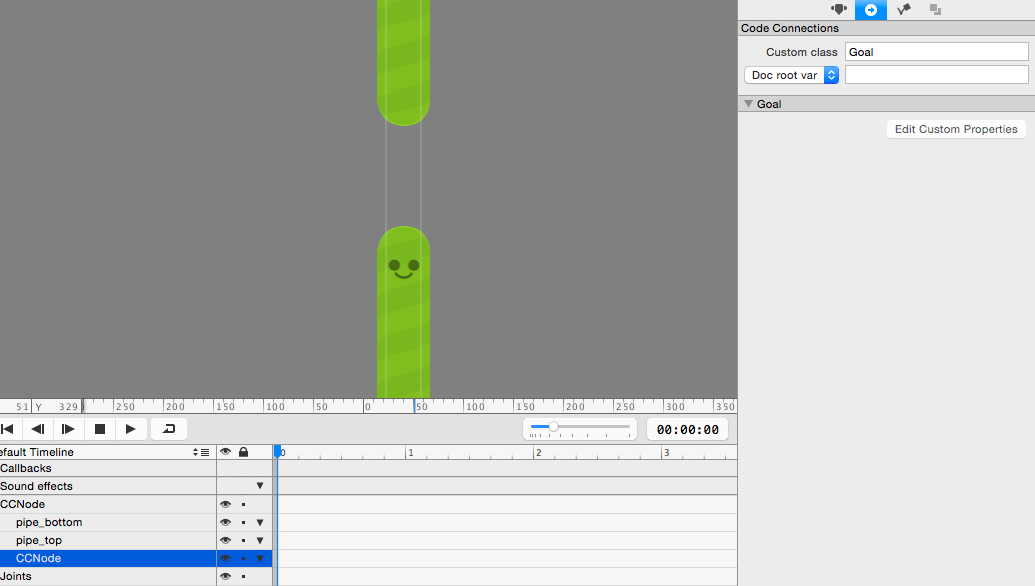 Code Connections
Custom class Goal
Doc root var
Goal
Edit Custom Properties
51 Y 329 250 200 150 100 50 0 50 100 150 200 250 300 350
00:00:00
efault Timeline 0 1 2 3
Callbacks
Sound effects
CCNode
pipe_bottom
pipe_top
CCNode
Joints